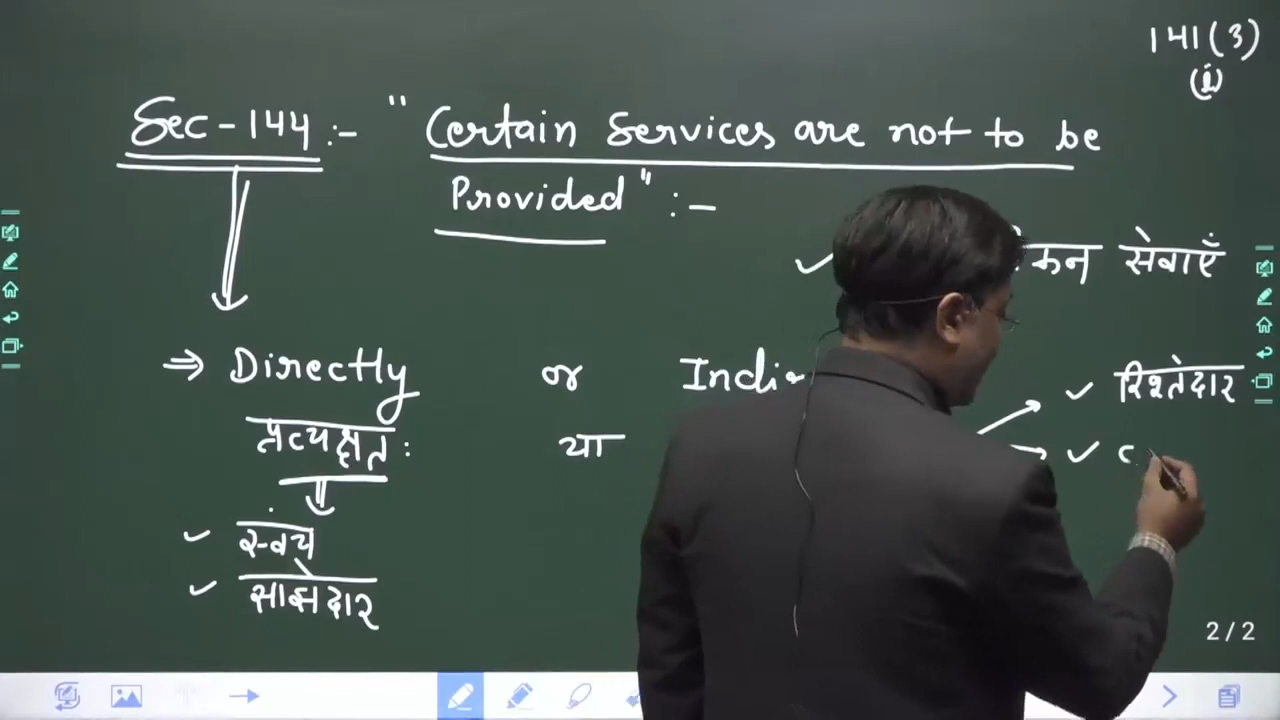 141(3)
(i)
Sec-144:- "Certain Services are not to be
Provided":-
सेवाएँ
⇒ Directly or Indi
रिश्तेदार
प्रत्यक्षतः या
स्वयं
साझेदार
2/2